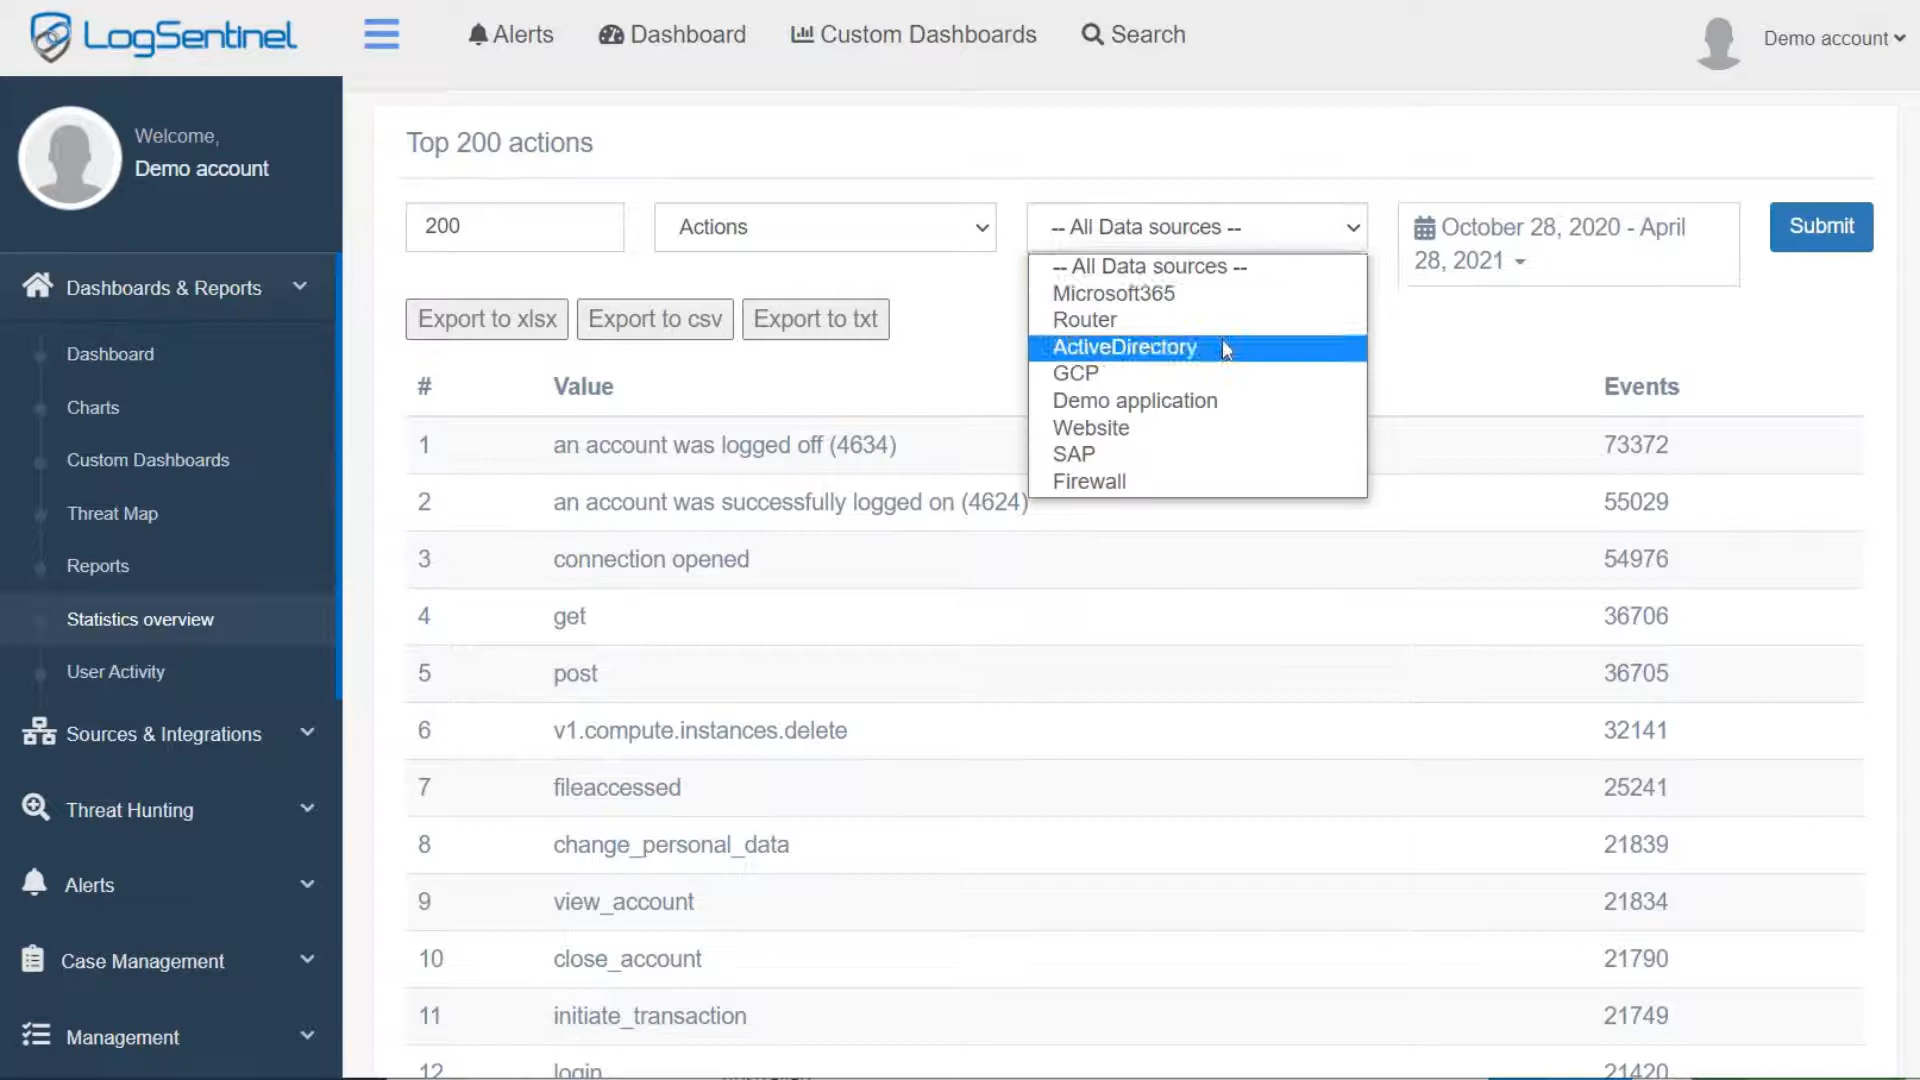 LogSentinel
Alerts
Dashboard
Custom Dashboards
Search
Demo account
Welcome,
Demo account
Dashboards & Reports
Dashboard
Charts
Custom Dashboards
Threat Map
Reports
Statistics overview
User Activity
Sources & Integrations
Threat Hunting
Alerts
Case Management
Management
Top 200 actions
200
Actions
-- All Data sources --
October 28, 2020 - April
28, 2021
Submit
-- All Data sources --
Microsoft365
Router
ActiveDirectory
GCP
Demo application
Website
SAP
Firewall
Export to xlsx
Export to csv
Export to txt
# Value Events
1 an account was logged off (4634) 73372
2 an account was successfully logged on (4624) 55029
3 connection opened 54976
4 get 36706
5 post 36705
6 v1.compute.instances.delete 32141
7 fileaccessed 25241
8 change_personal_data 21839
9 view_account 21834
10 close_account 21790
11 initiate_transaction 21749
12 login 21420